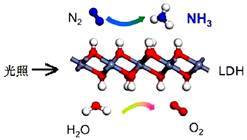 N₂
NH₃
光照
LDH
H₂O
O₂